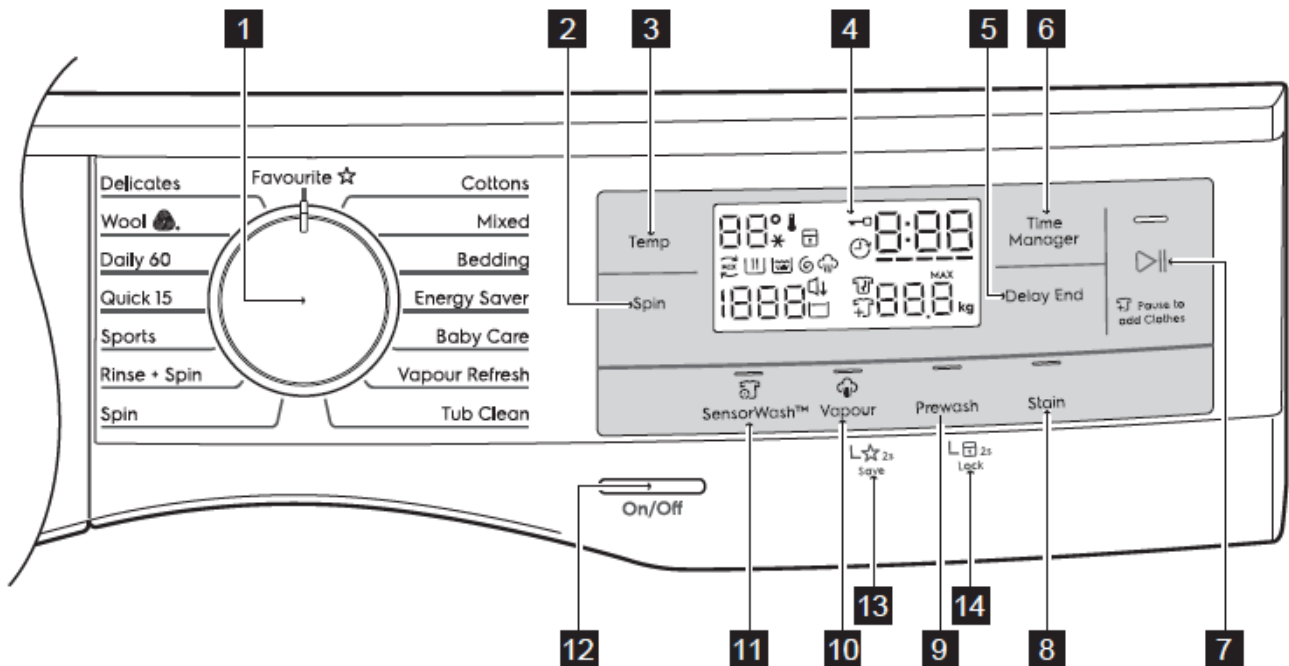 1
2
3
4
5
6
Favourite ☆
Delicates
Wool
Daily 60
Quick 15
Sports
Rinse + Spin
Spin
Cottons
Mixed
Bedding
Energy Saver
Baby Care
Vapour Refresh
Tub Clean
Temp
Spin
88°
8:88
MIX
1888
MAX
88.8 kg
Time
Manager
Delay End
Pause to
add Clothes
SensorWash™
Vapour
Prewash
Stain
2s
Save
2s
Lock
On/Off
12
11
10
13
9
14
8
7